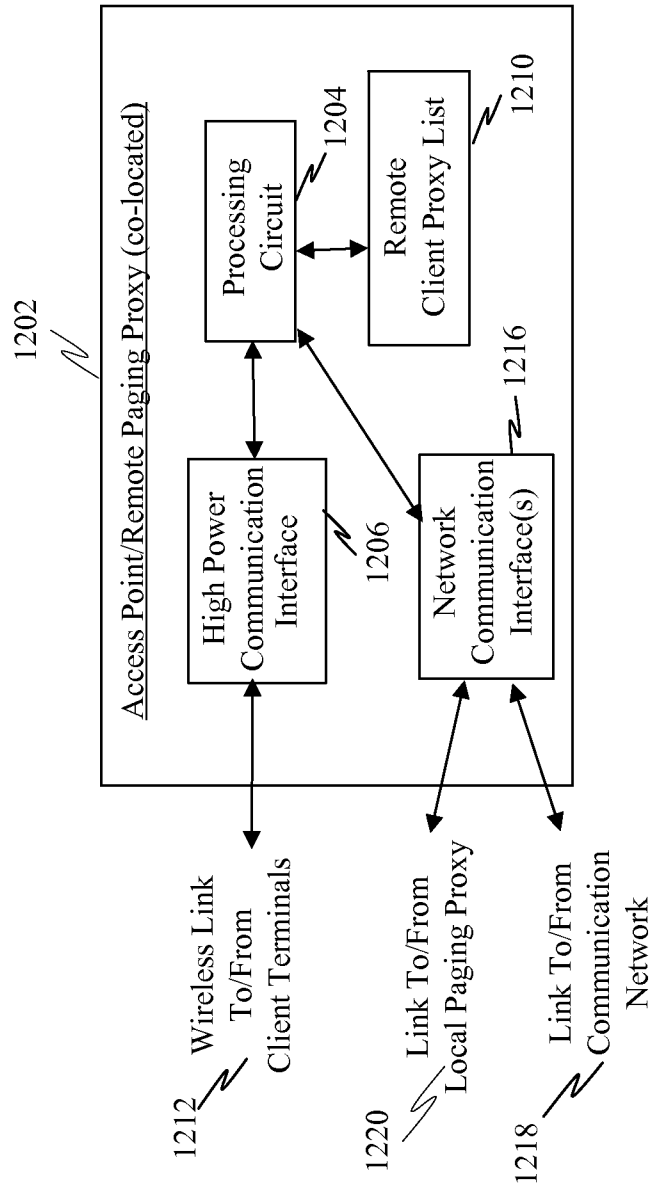 1202
Access Point/Remote Paging Proxy (co-located)
High Power
Communication
Interface
1206
Processing
Circuit
1204
Remote
Client Proxy List
1210
Network
Communication
Interface(s)
1216
Wireless Link
To/From
Client Terminals
1212
Link To/From
Local Paging Proxy
1220
Link To/From
Communication
Network
1218